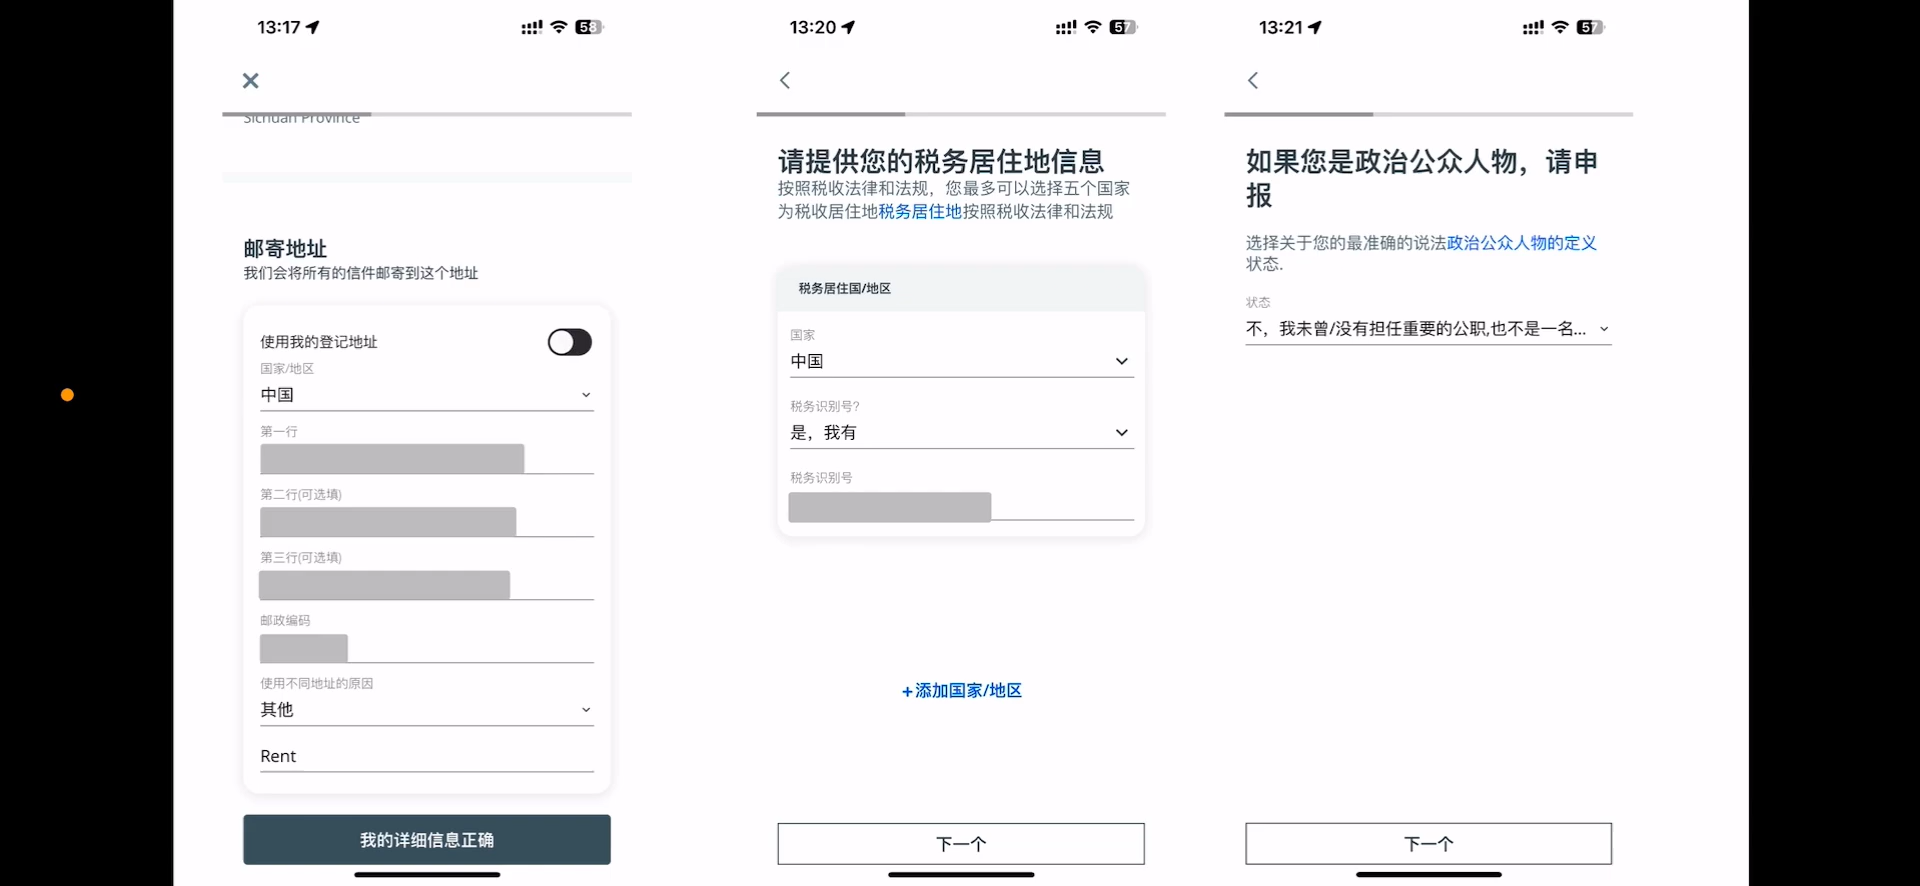 13:17
58
Sichuan Province
邮寄地址
我们会将所有的信件邮寄到这个地址
使用我的登记地址
国家/地区
中国
第一行
第二行(可选填)
第三行(可选填)
邮政编码
使用不同地址的原因
其他
Rent
我的详细信息正确
13:20
57
请提供您的税务居住地信息
按照税收法律和法规，您最多可以选择五个国家
为税收居住地税务居住地按照税收法律和法规
税务居住国/地区
国家
中国
税务识别号?
是，我有
税务识别号
+添加国家/地区
下一个
13:21
57
如果您是政治公众人物，请申
报
选择关于您的最准确的说法政治公众人物的定义
状态.
状态
不，我未曾/没有担任重要的公职,也不是一名...
下一个